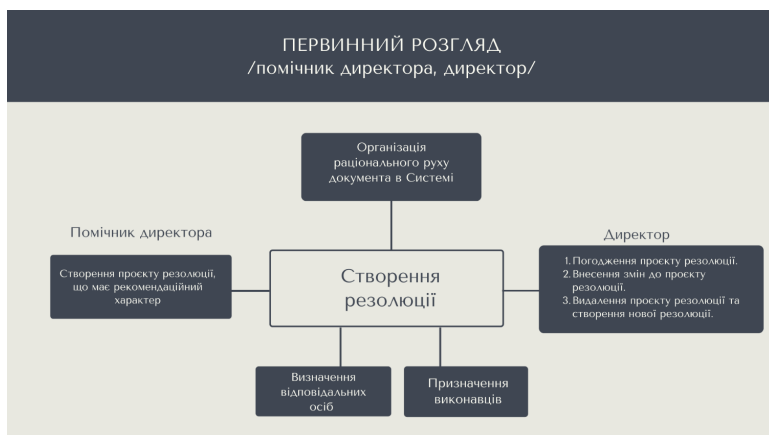 ПЕРВИННИЙ РОЗГЛЯД
/помічник директора, директор/
Організація
раціонального руху
документа в Системі
Помічник директора
Створення проєкту резолюції,
що має рекомендаційний
характер
Створення
резолюції
Директор
1. Погодження проєкту резолюції.
2. Внесення змін до проєкту
резолюції.
3. Видалення проєкту резолюції та
створення нової резолюції.
Визначення
відповідальних
осіб
Призначення
виконавців